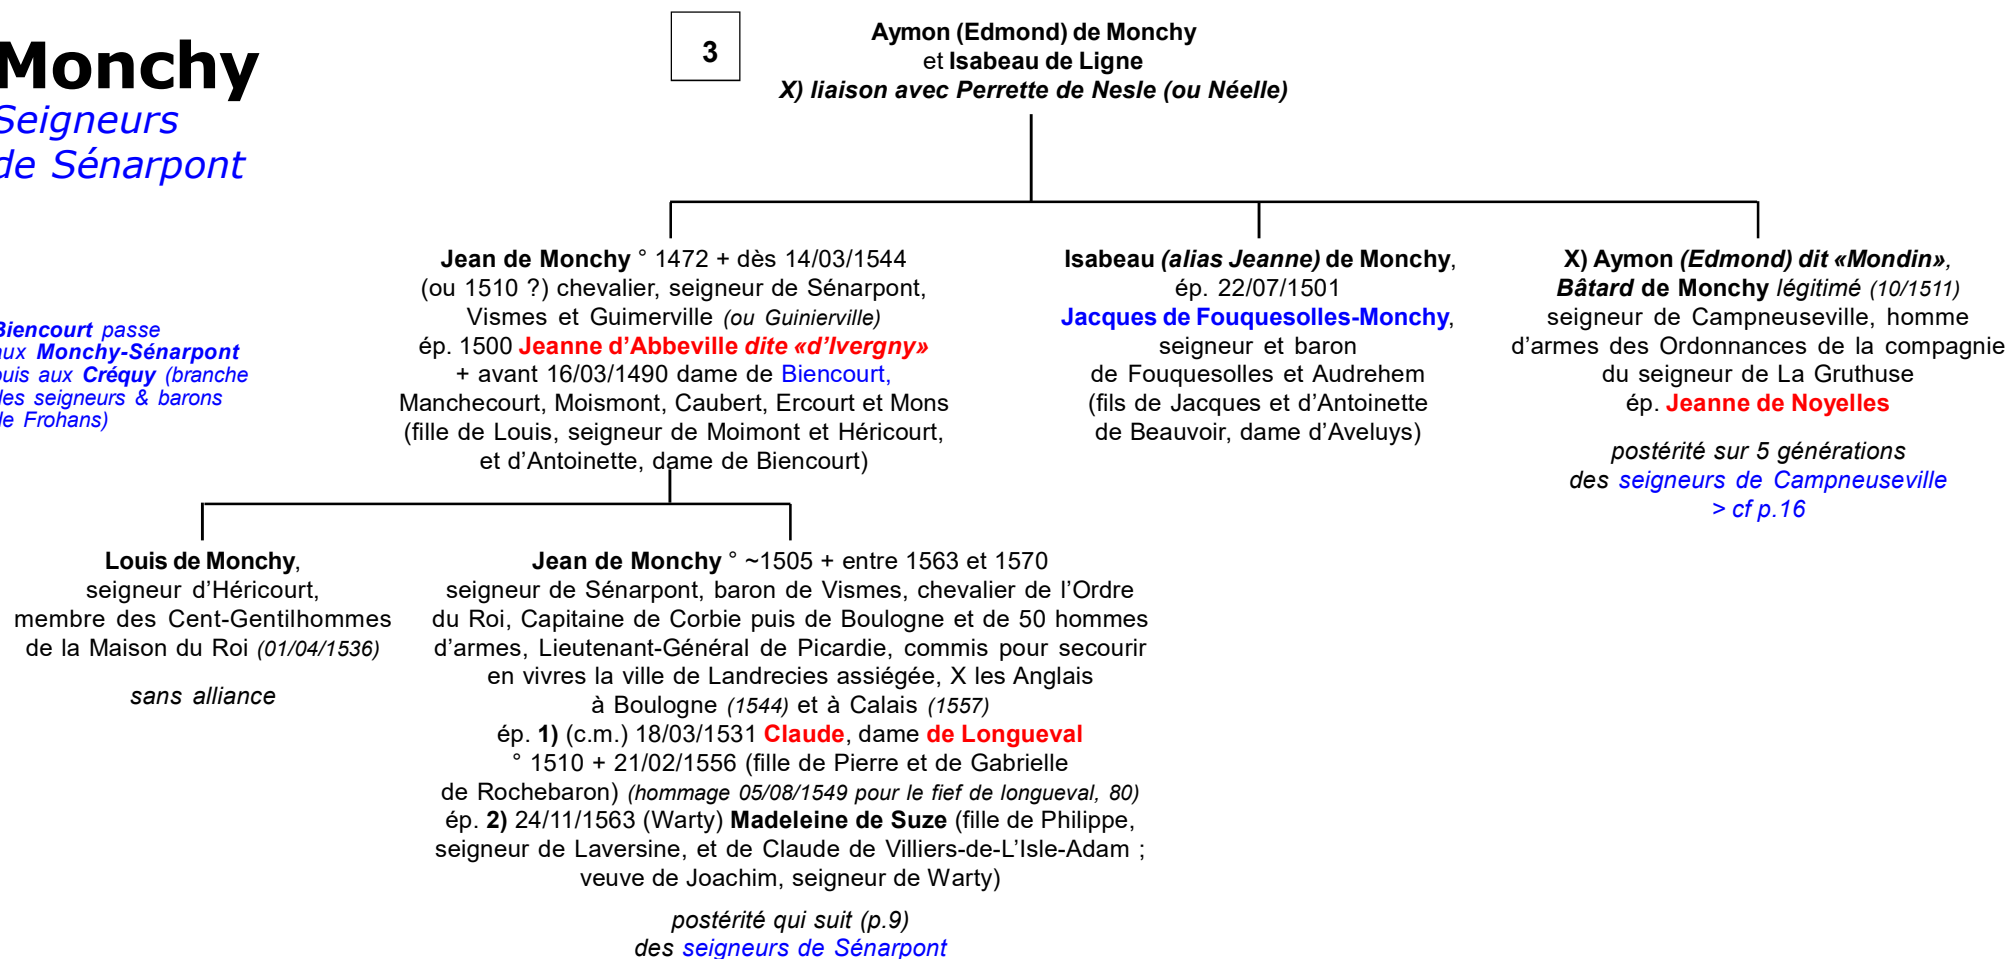 Monchy
Seigneurs
de Sénarpont
3
Aymon (Edmond) de Monchy
et Isabeau de Ligne
X) liaison avec Perrette de Nesle (ou Néelle)
Biencourt passe
aux Monchy-Sénarpont
puis aux Créquy (branche
des seigneurs & barons
de Frohans)
Jean de Monchy ° 1472 + dès 14/03/1544
(ou 1510 ?) chevalier, seigneur de Sénarpont,
Vismes et Guimerville (ou Guinierville)
ép. 1500 Jeanne d’Abbeville dite «d’Ivergny»
+ avant 16/03/1490 dame de Biencourt,
Manchecourt, Moismont, Caubert, Ercourt et Mons
(fille de Louis, seigneur de Moimont et Héricourt,
et d’Antoinette, dame de Biencourt)
Isabeau (alias Jeanne) de Monchy,
ép. 22/07/1501
Jacques de Fouquesolles-Monchy,
seigneur et baron
de Fouquesolles et Audrehem
(fils de Jacques et d’Antoinette
de Beauvoir, dame d’Aveluys)
X) Aymon (Edmond) dit «Mondin»,
Bâtard de Monchy légitimé (10/1511)
seigneur de Campneuseville, homme
d’armes des Ordonnances de la compagnie
du seigneur de La Gruthuse
ép. Jeanne de Noyelles
postérité sur 5 générations
des seigneurs de Campneuseville
> cf p.16
Louis de Monchy,
seigneur d’Héricourt,
membre des Cent-Gentilhommes
de la Maison du Roi (01/04/1536)
sans alliance
Jean de Monchy ° ~1505 + entre 1563 et 1570
seigneur de Sénarpont, baron de Vismes, chevalier de l’Ordre
du Roi, Capitaine de Corbie puis de Boulogne et de 50 hommes
d’armes, Lieutenant-Général de Picardie, commis pour secourir
en vivres la ville de Landrecies assiégée, X les Anglais
à Boulogne (1544) et à Calais (1557)
ép. 1) (c.m.) 18/03/1531 Claude, dame de Longueval
° 1510 + 21/02/1556 (fille de Pierre et de Gabrielle
de Rochebaron) (hommage 05/08/1549 pour le fief de longueval, 80)
ép. 2) 24/11/1563 (Warty) Madeleine de Suze (fille de Philippe,
seigneur de Laversine, et de Claude de Villiers-de-L’Isle-Adam ;
veuve de Joachim, seigneur de Warty)
postérité qui suit (p.9)
des seigneurs de Sénarpont